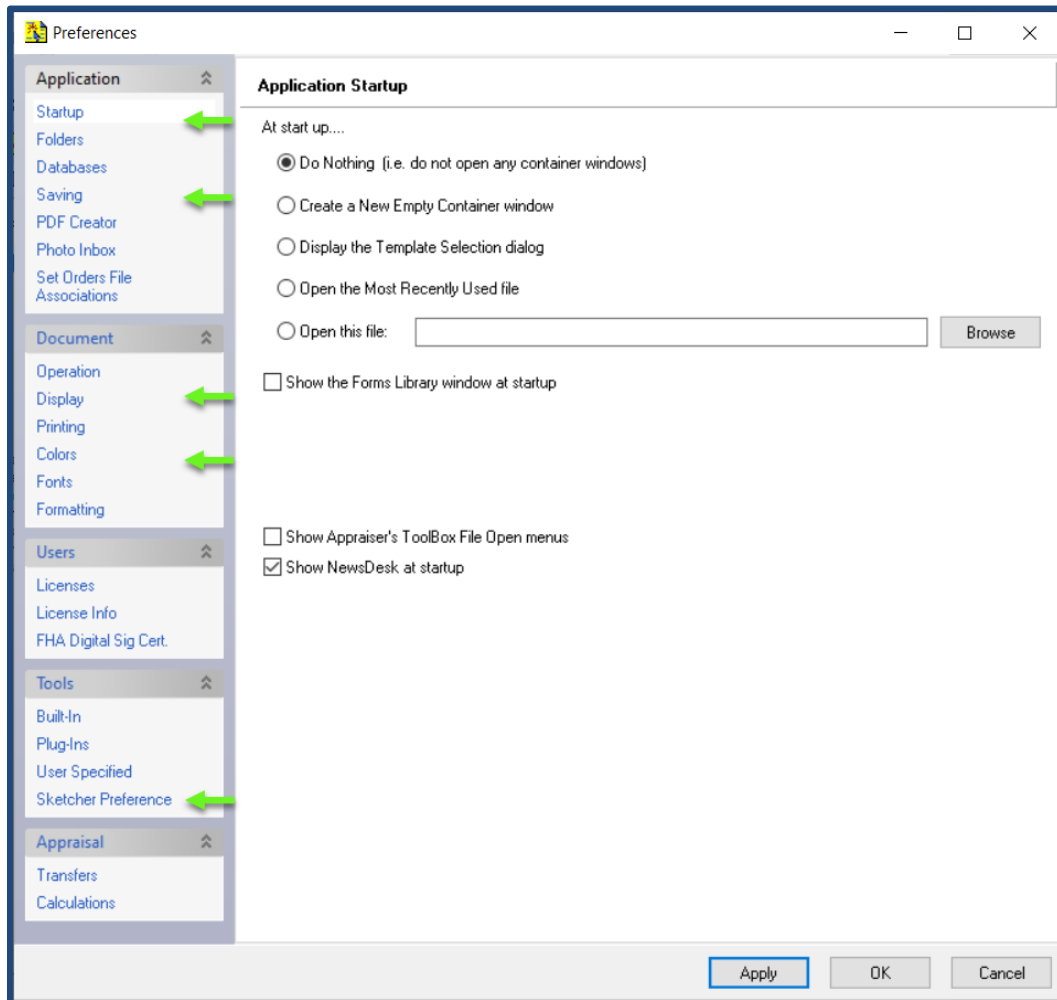 Preferences
Application
Startup
Folders
Databases
Saving
PDF Creator
Photo Inbox
Set Orders File
Associations
Document
Operation
Display
Printing
Colors
Fonts
Formatting
Users
Licenses
License Info
FHA Digital Sig Cert.
Tools
Built-In
Plug-Ins
User Specified
Sketcher Preference
Appraisal
Transfers
Calculations
Application Startup
At start up....
Do Nothing (i.e. do not open any container windows)
Create a New Empty Container window
Display the Template Selection dialog
Open the Most Recently Used file
Open this file:
Browse
Show the Forms Library window at startup
Show Appraiser's ToolBox File Open menus
Show NewsDesk at startup
Apply
OK
Cancel